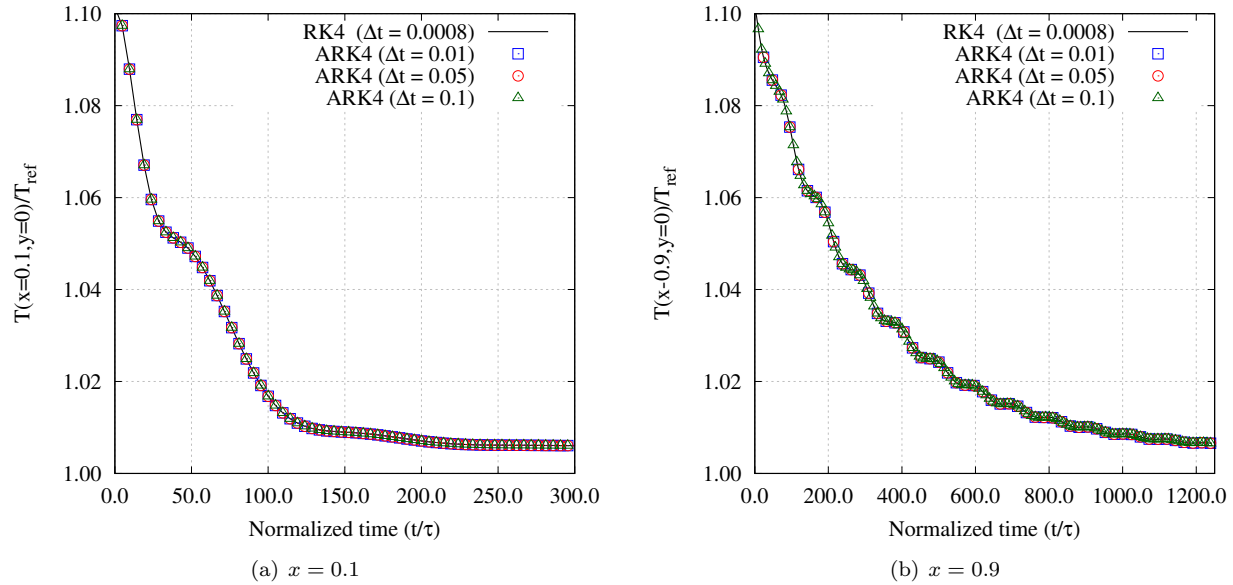 1.10
1.08
1.06
1.04
1.02
1.00
T(x=0.1,y=0)/T_ref
RK4 (Δt = 0.0008)
ARK4 (Δt = 0.01)
ARK4 (Δt = 0.05)
ARK4 (Δt = 0.1)
0.0 50.0 100.0 150.0 200.0 250.0 300.0
Normalized time (t/τ)
(a) x = 0.1
1.10
1.08
1.06
1.04
1.02
1.00
T(x-0.9,y=0)/T_ref
RK4 (Δt = 0.0008)
ARK4 (Δt = 0.01)
ARK4 (Δt = 0.05)
ARK4 (Δt = 0.1)
0.0 200.0 400.0 600.0 800.0 1000.0 1200.0
Normalized time (t/τ)
(b) x = 0.9